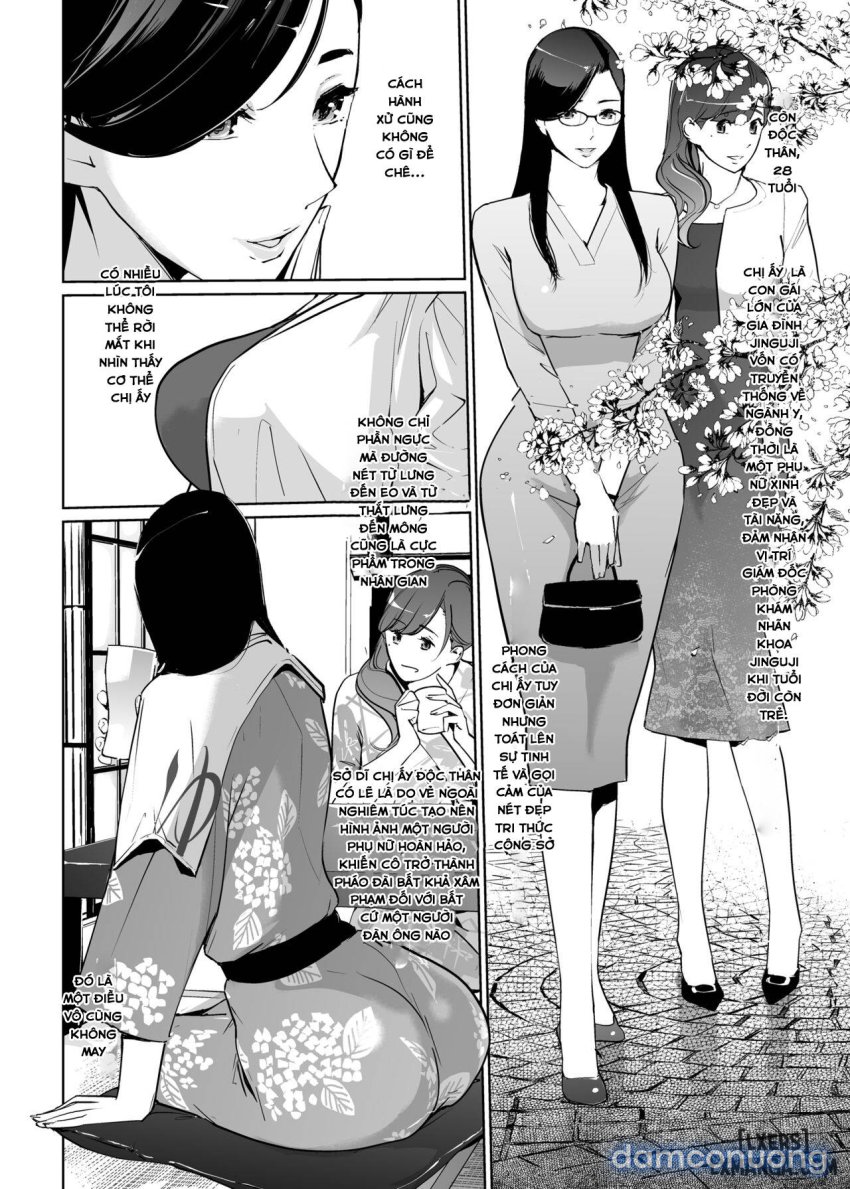 CÒN
ĐỘC
THÂN,
28
TUỔI
CHỊ ẤY LÀ
CON GÁI
LỚN CỦA
GIA ĐÌNH
JINGUJI
VỐN CÓ
TRUYỀN
THỐNG VỀ
NGÀNH Y,
ĐỒNG
THỜI LÀ
MỘT PHỤ
NỮ XINH
ĐẸP VÀ
TÀI NĂNG,
ĐẢM NHẬN
VỊ TRÍ
GIÁM ĐỐC
PHÒNG
KHÁM
NHÃN
KHOA
JINGUJI
KHI TUỔI
ĐỜI CÒN
TRẺ.
PHONG
CÁCH CỦA
CHỊ ẤY TUY
ĐƠN GIẢN
NHƯNG
TOÁT LÊN
SỰ TINH
TẾ VÀ GỢI
CẢM CỦA
NÉT ĐẸP
TRI THỨC
CÔNG SỞ
CÁCH
HÀNH
XỬ CŨNG
KHÔNG
CÓ GÌ ĐỂ
CHÊ...
CÓ NHIỀU
LÚC TÔI
KHÔNG
THỂ RỜI
MẮT KHI
NHÌN THẤY
CƠ THỂ
CHỊ ẤY
KHÔNG CHỈ
PHẦN NGỰC
MÀ ĐƯỜNG
NÉT TỪ LƯNG
ĐẾN EO VÀ TỪ
THẮT LƯNG
ĐẾN MÔNG
CŨNG LÀ CỰC
PHẨM TRONG
NHÂN GIAN
SỞ DĨ CHỊ ẤY ĐỘC THÂN
CÓ LẼ LÀ DO VẺ NGOÀI
NGHIÊM TÚC TẠO NÊN
HÌNH ẢNH MỘT NGƯỜI
PHỤ NỮ HOÀN HẢO,
KHIẾN CÔ TRỞ THÀNH
PHÁO ĐÀI BẤT KHẢ XÂM
PHẠM ĐỐI VỚI BẤT
CỨ MỘT NGƯỜI
ĐÀN ÔNG NÀO
ĐÓ LÀ
MỘT ĐIỀU
VÔ CÙNG
KHÔNG
MAY
[LXERS]
damconuong